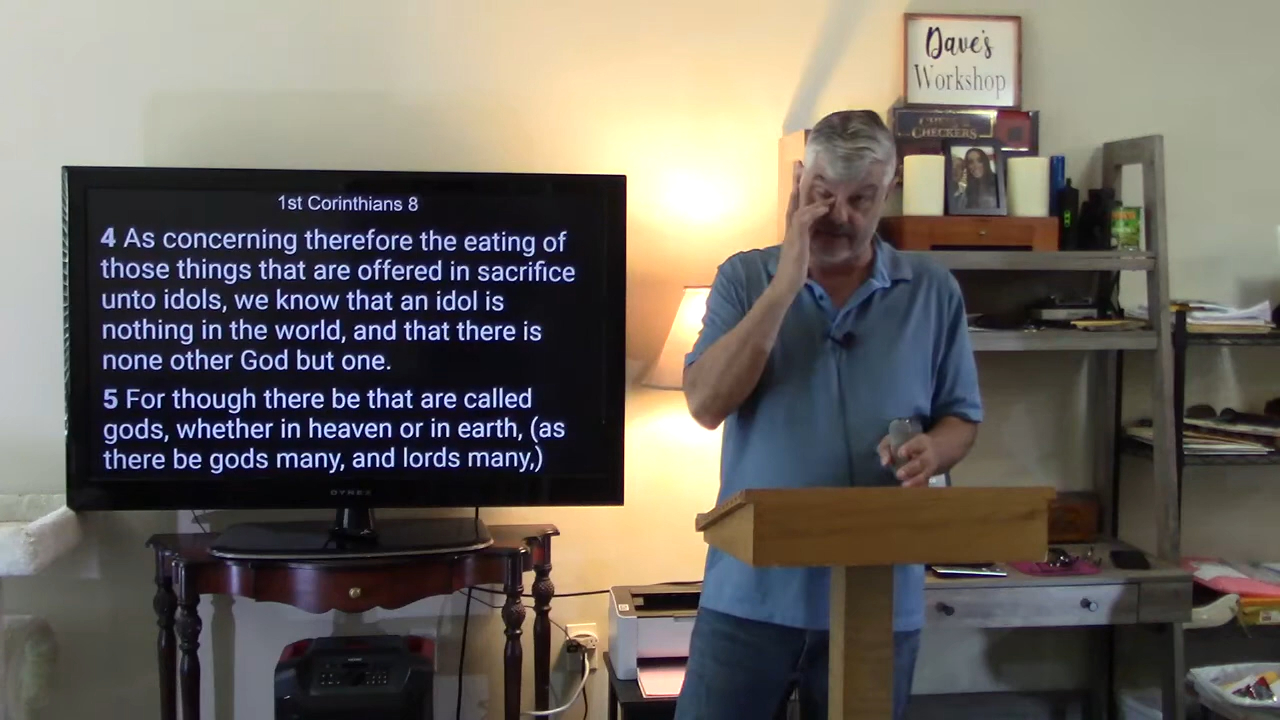 Dave's
Workshop
CHECKERS
1st Corinthians 8
4 As concerning therefore the eating of
those things that are offered in sacrifice
unto idols, we know that an idol is
nothing in the world, and that there is
none other God but one.
5 For though there be that are called
gods, whether in heaven or in earth, (as
there be gods many, and lords many,)
DYNEX